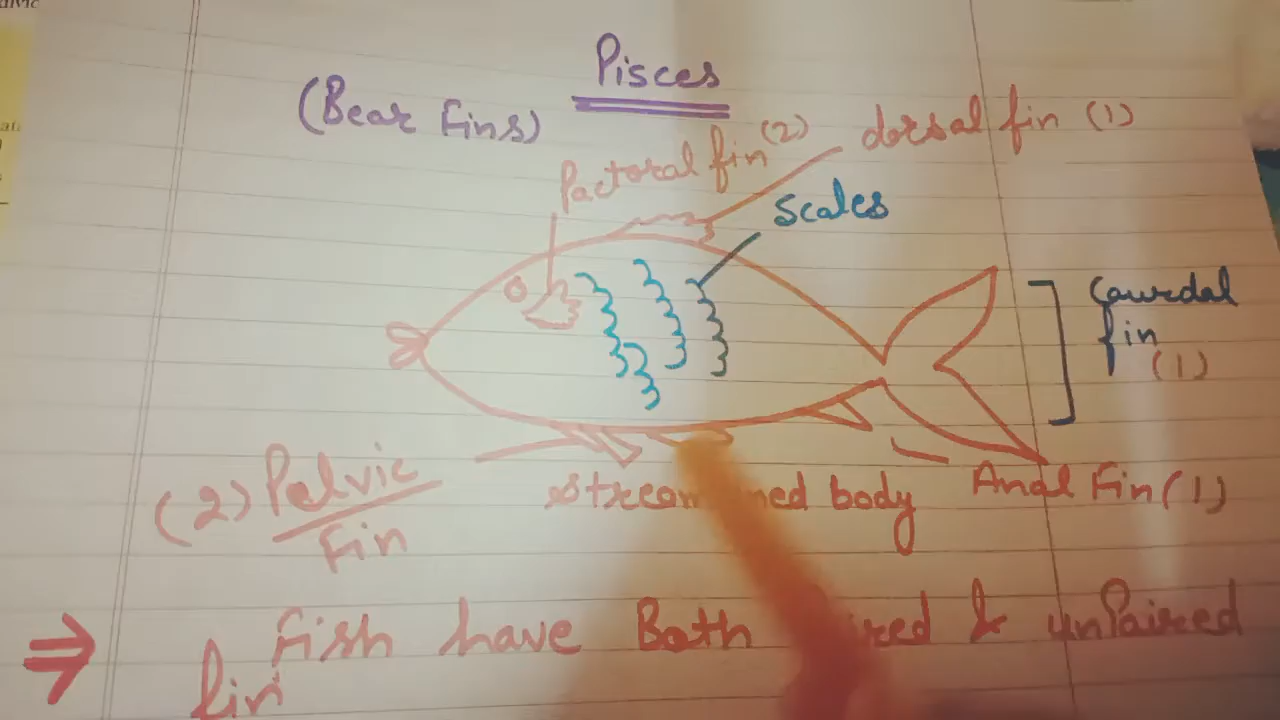 Pisces
(Bear Fins)
Pactoral fin (2)
dorsal fin (1)
Scales
Caurdal
fin
(1)
(2) Pelvic
Fin
body
Anal Fin (1)
Fish have Both & unPaired
fin